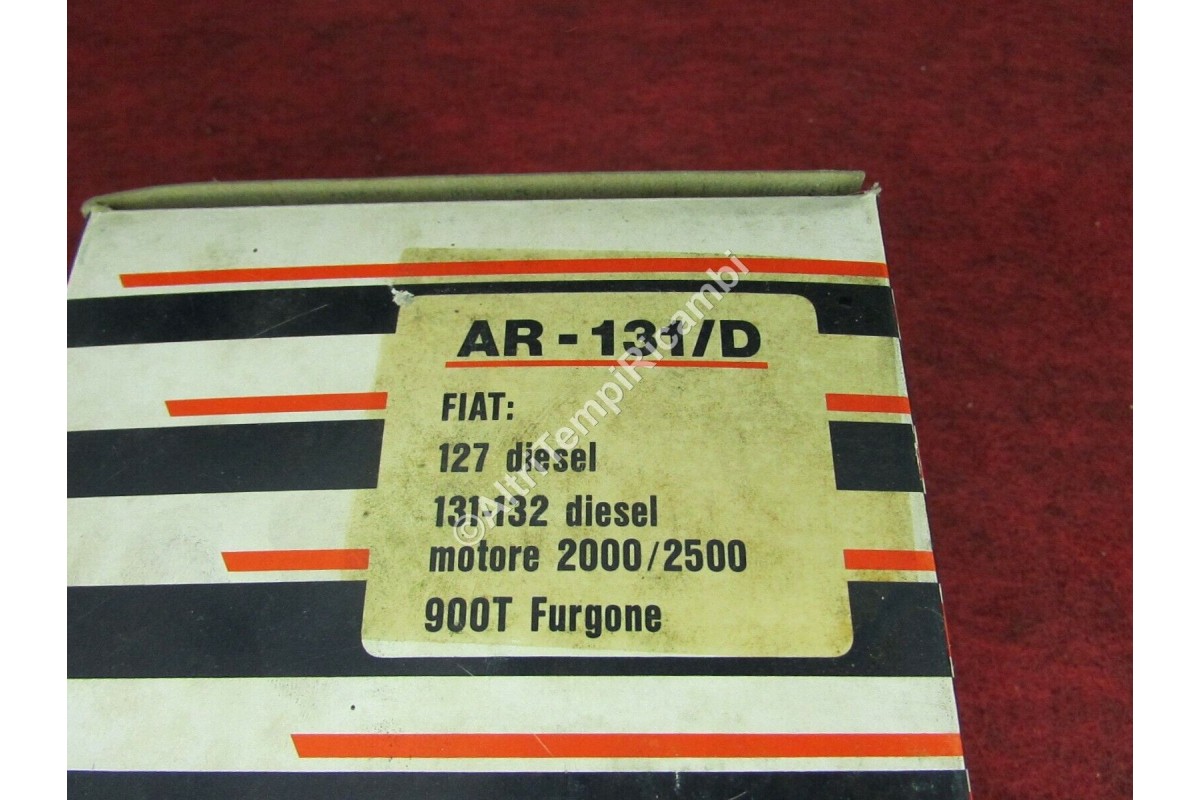 AR-131/D
FIAT:
127 diesel
131-132 diesel
motore 2000/2500
900T Furgone
©AltriTempiRicambi